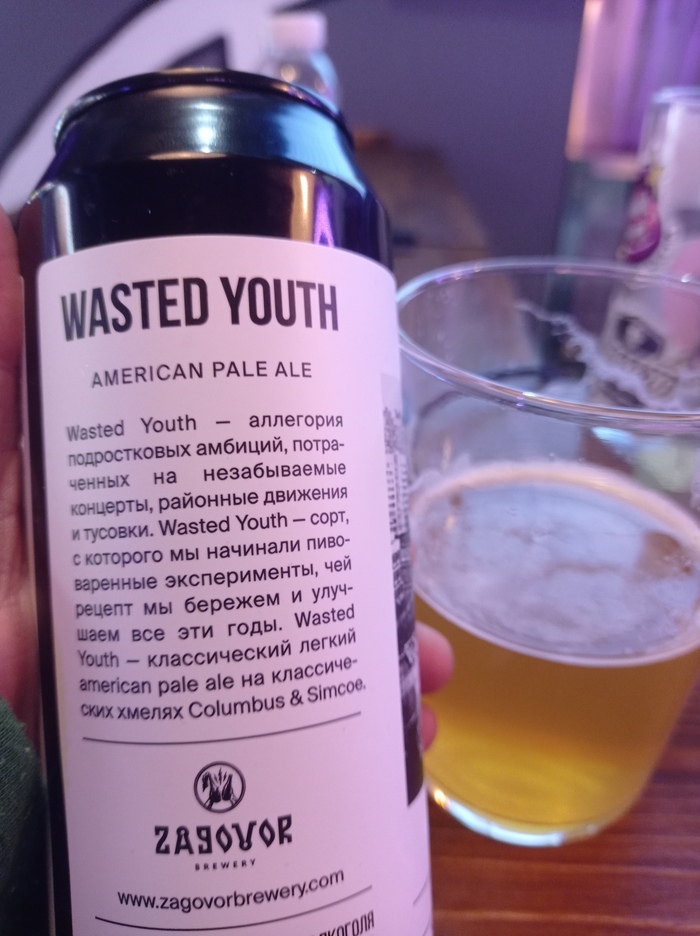 WASTED YOUTH
AMERICAN PALE ALE
Wasted Youth — аллегория
подростковых амбиций, потра-
ченных на незабываемые
концерты, районные движения
и тусовки. Wasted Youth — сорт,
с которого мы начинали пиво-
варенные эксперименты, чей
рецепт мы бережем и улуч-
шаем все эти годы. Wasted
Youth — классический легкий
american pale ale на классиче-
ских хмелях Columbus & Simcoe.
ZAGOVOR
BREWERY
www.zagovorbrewery.com